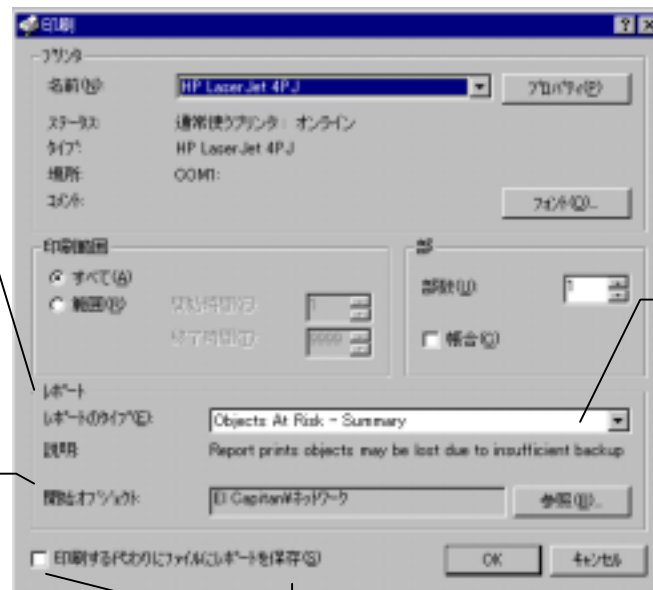 印刷
プリンタ
名前(N): HP LaserJet 4PJ プロパティ(P)
ステータス: 通常使うプリンタ: オンライン
タイプ: HP LaserJet 4PJ
場所: COM1:
コメント: フォント(O)...
印刷範囲
すべて(A)
範囲(R) 1
9999
部
部数(U): 1
帳合(C)
レポート
レポートのタイプ(E): Objects At Risk - Summary
説明: Report prints objects may be lost due to insufficient backup
開始オブジェクト: El Capitan¥ネットワーク 参照(B)...
印刷する代わりにファイルにレポートを保存(S) OK キャンセル